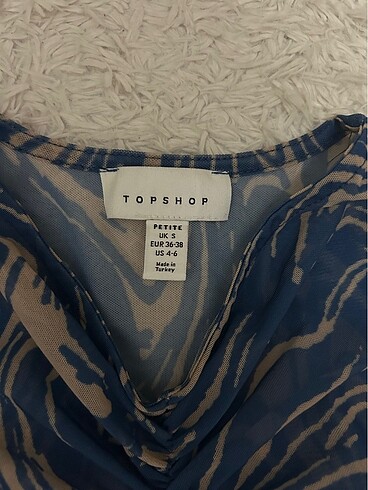 TOPSHOP
PETITE
UK S
EUR 36-38
US 4-6
Made in
Turkey